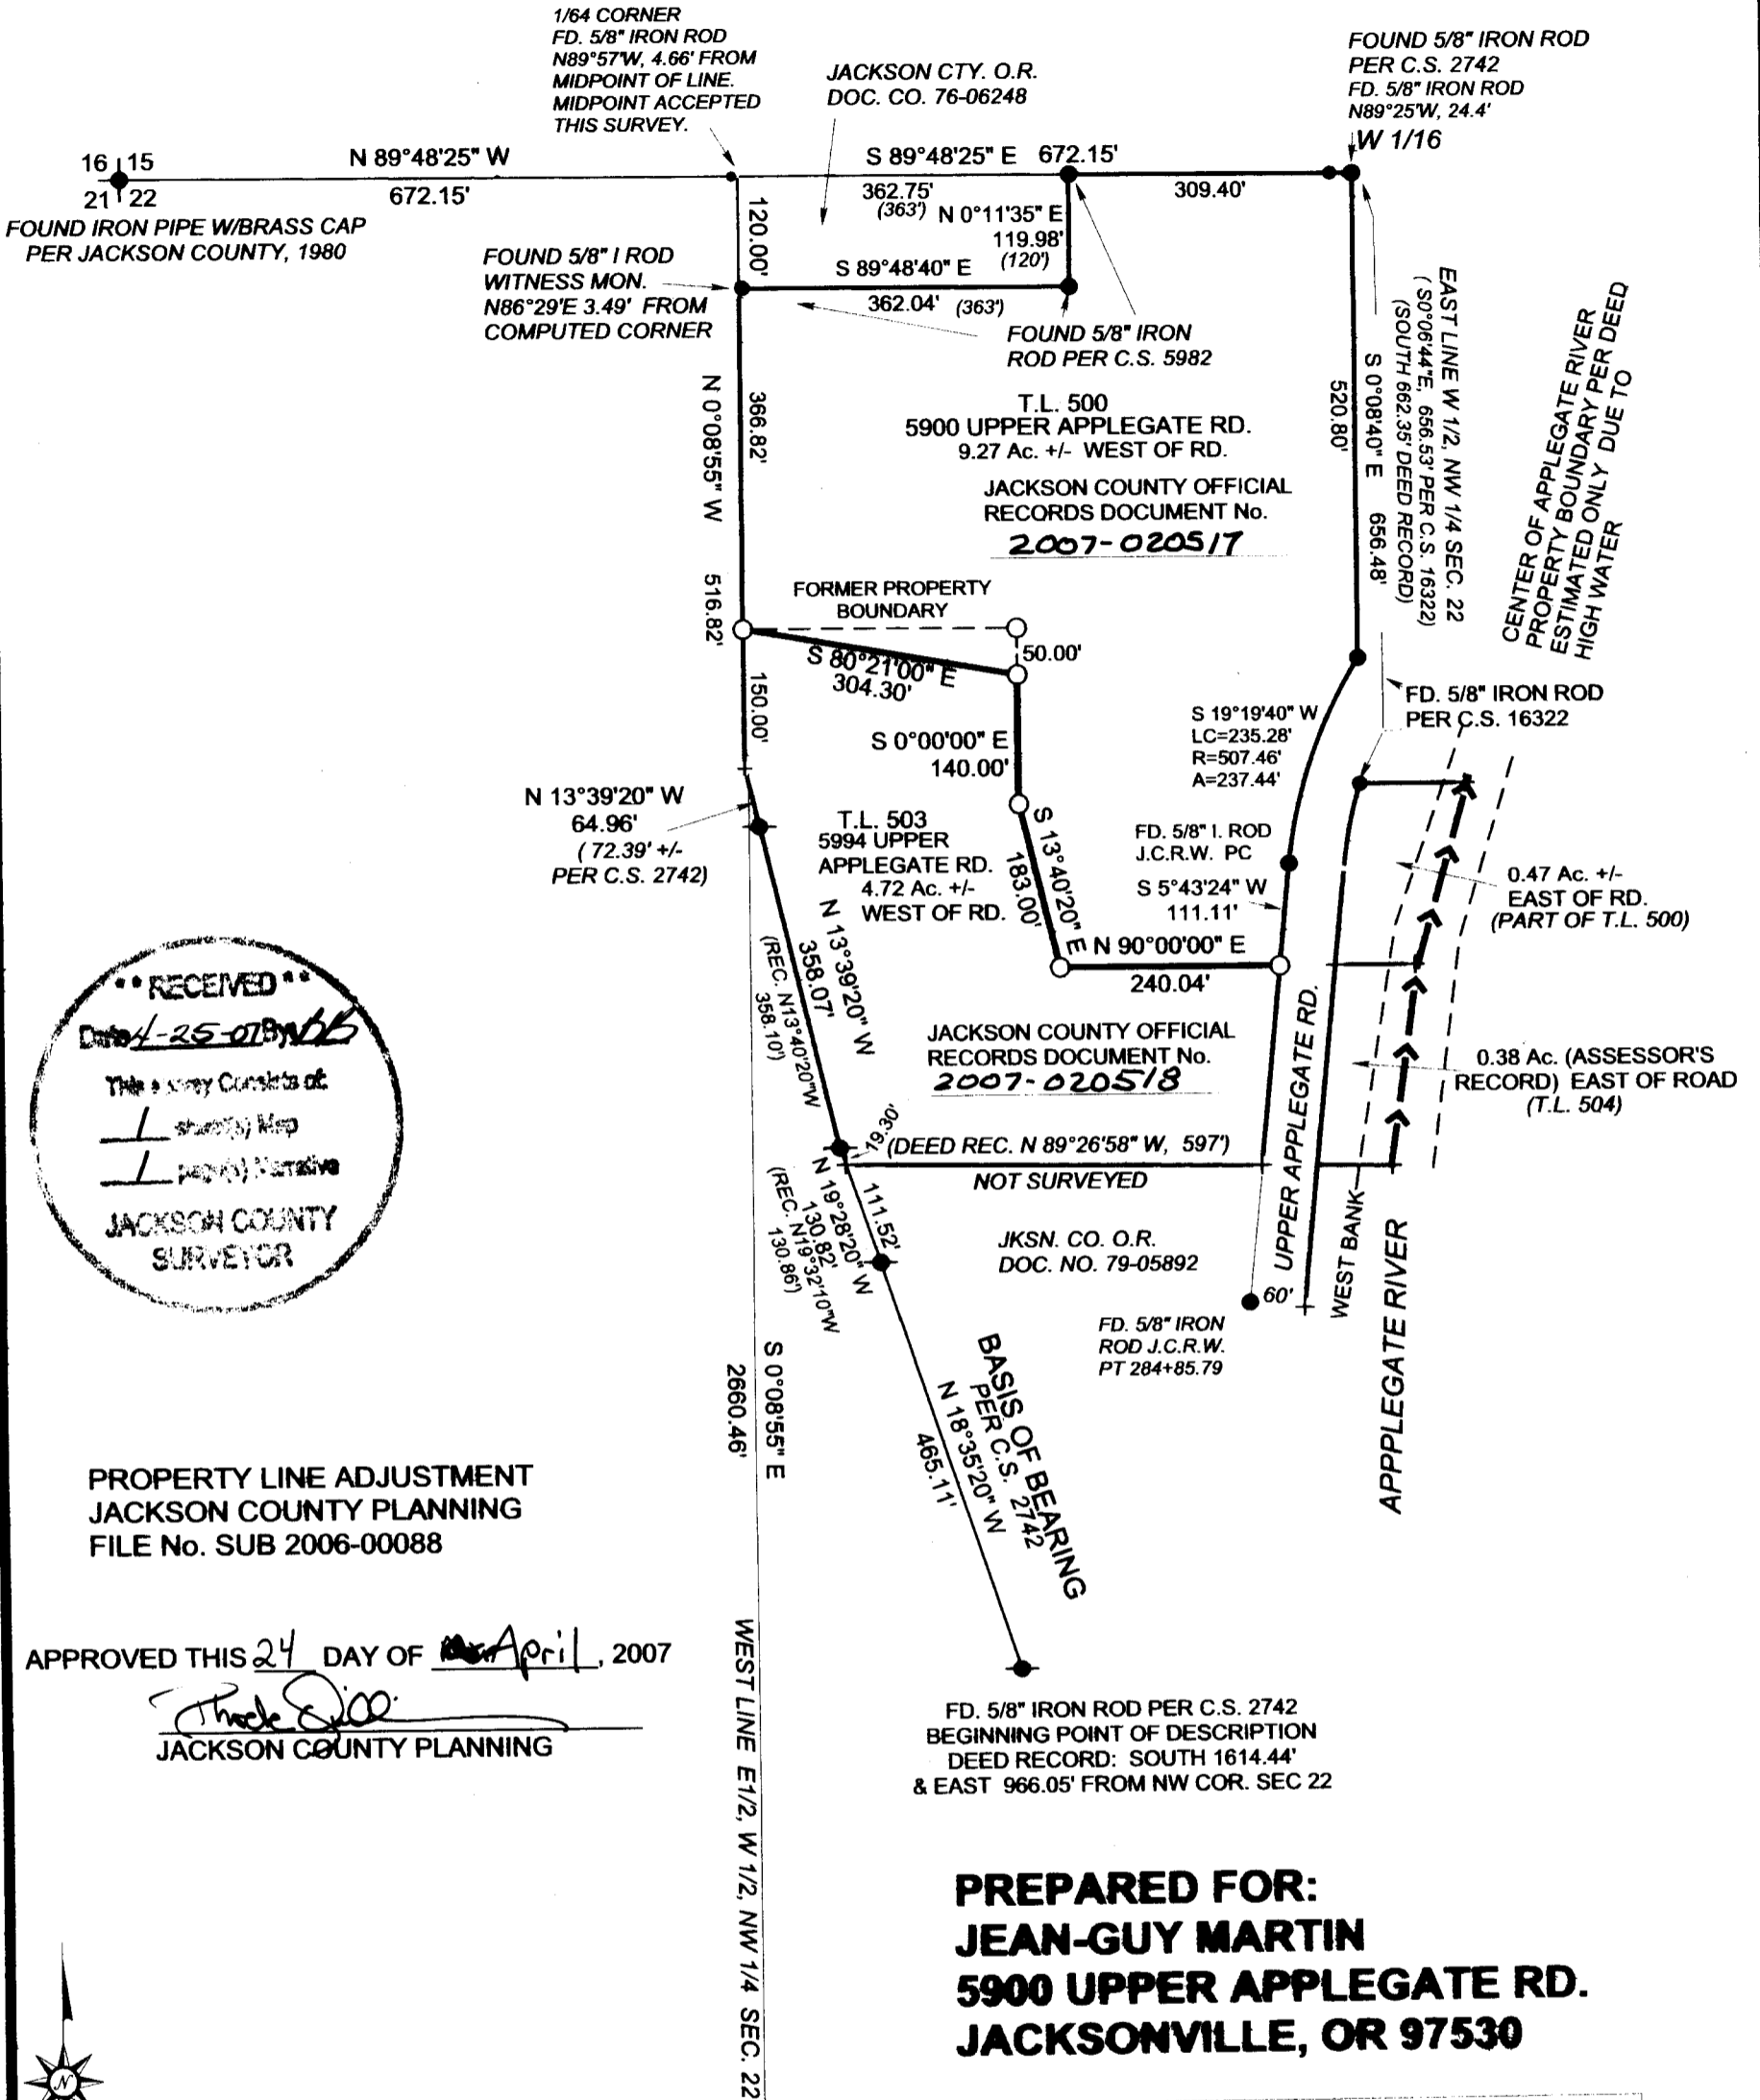 1/64 CORNER
FD. 5/8" IRON ROD
N89°57'W, 4.66' FROM
MIDPOINT OF LINE.
MIDPOINT ACCEPTED
THIS SURVEY.
JACKSON CTY. O.R.
DOC. CO. 76-06248
FOUND 5/8" IRON ROD
PER C.S. 2742
FD. 5/8" IRON ROD
N89°25'W, 24.4'
W 1/16
16 15
21 22
N 89°48'25" W
672.15'
S 89°48'25" E 672.15'
362.75'
(363')
309.40'
FOUND IRON PIPE W/BRASS CAP
PER JACKSON COUNTY, 1980
120.00'
N 0°11'35" E
119.98'
(120')
FOUND 5/8" I ROD
WITNESS MON.
N86°29'E 3.49' FROM
COMPUTED CORNER
S 89°48'40" E
362.04' (363')
FOUND 5/8" IRON
ROD PER C.S. 5982
EAST LINE W 1/2, NW 1/4 SEC. 22
(S0°06'44"E, 656.53' PER C.S. 16322)
(SOUTH 662.35' DEED RECORD)
S 0°08'40" E 656.48'
520.80'
CENTER OF APPLEGATE RIVER
PROPERTY BOUNDARY PER DEED
ESTIMATED ONLY DUE TO
HIGH WATER
N 0°08'55" W 516.82'
366.82'
T.L. 500
5900 UPPER APPLEGATE RD.
9.27 Ac. +/- WEST OF RD.
JACKSON COUNTY OFFICIAL
RECORDS DOCUMENT No.
2007-020517
FORMER PROPERTY
BOUNDARY
50.00'
S 80°21'00" E
304.30'
150.00'
FD. 5/8" IRON ROD
PER C.S. 16322
S 0°00'00" E
140.00'
S 19°19'40" W
LC=235.28'
R=507.46'
A=237.44'
N 13°39'20" W
64.96'
( 72.39' +/-
PER C.S. 2742)
T.L. 503
5994 UPPER
APPLEGATE RD.
4.72 Ac. +/-
WEST OF RD.
S 13°40'20" E
183.00'
FD. 5/8" I. ROD
J.C.R.W. PC
S 5°43'24" W
111.11'
0.47 Ac. +/-
EAST OF RD.
(PART OF T.L. 500)
N 90°00'00" E
240.04'
N 13°39'20" W
358.07'
(REC. N13°40'20"W
358.10')
** RECEIVED **
Date 4-25-07 By
This survey Consists of:
1 sheet(s) Map
1 page(s) Narrative
JACKSON COUNTY
SURVEYOR
JACKSON COUNTY OFFICIAL
RECORDS DOCUMENT No.
2007-020518
0.38 Ac. (ASSESSOR'S
RECORD) EAST OF ROAD
(T.L. 504)
19.30'
(DEED REC. N 89°26'58" W, 597')
NOT SURVEYED
111.52'
N 19°28'20" W
130.82'
(REC. N19°32'10"W
130.86')
JKSN. CO. O.R.
DOC. NO. 79-05892
UPPER APPLEGATE RD.
60'
WEST BANK
APPPLEGATE RIVER
FD. 5/8" IRON
ROD J.C.R.W.
PT 284+85.79
S 0°08'55" E
2660.46'
BASIS OF BEARING
PER C.S. 2742
N 18°35'20" W
465.11'
PROPERTY LINE ADJUSTMENT
JACKSON COUNTY PLANNING
FILE No. SUB 2006-00088
APPROVED THIS 24 DAY OF April, 2007
JACKSON COUNTY PLANNING
WEST LINE E1/2, W 1/2, NW 1/4 SEC. 22
FD. 5/8" IRON ROD PER C.S. 2742
BEGINNING POINT OF DESCRIPTION
DEED RECORD: SOUTH 1614.44'
& EAST 966.05' FROM NW COR. SEC 22
PREPARED FOR:
JEAN-GUY MARTIN
5900 UPPER APPLEGATE RD.
JACKSONVILLE, OR 97530
N